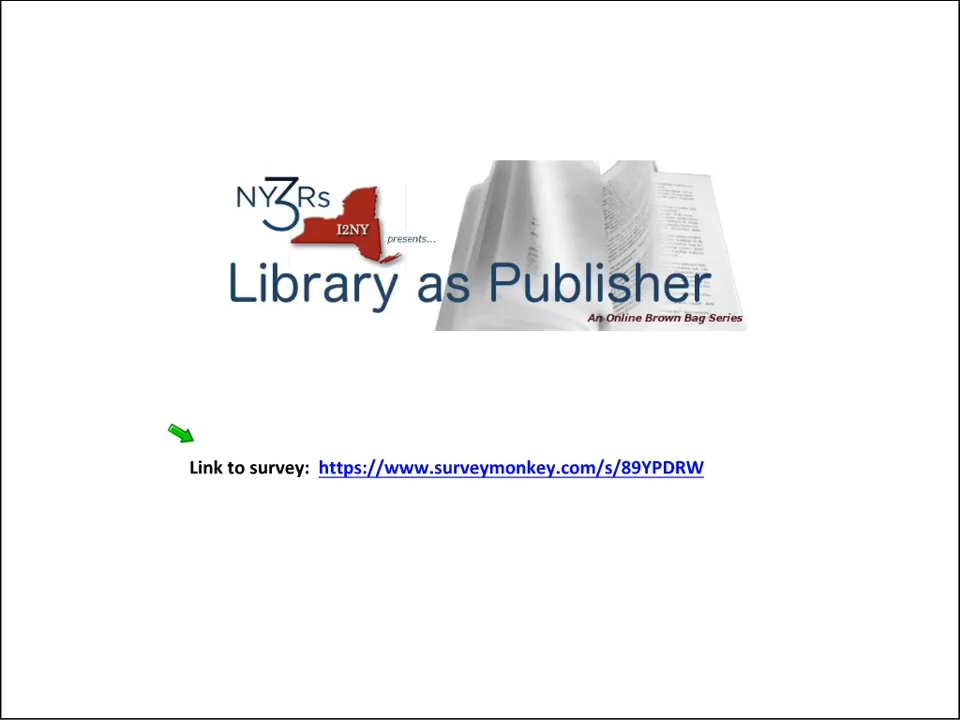 NY3Rs
I2NY
presents...
Library as Publisher
An Online Brown Bag Series
Link to survey: https://www.surveymonkey.com/s/89YPDRW